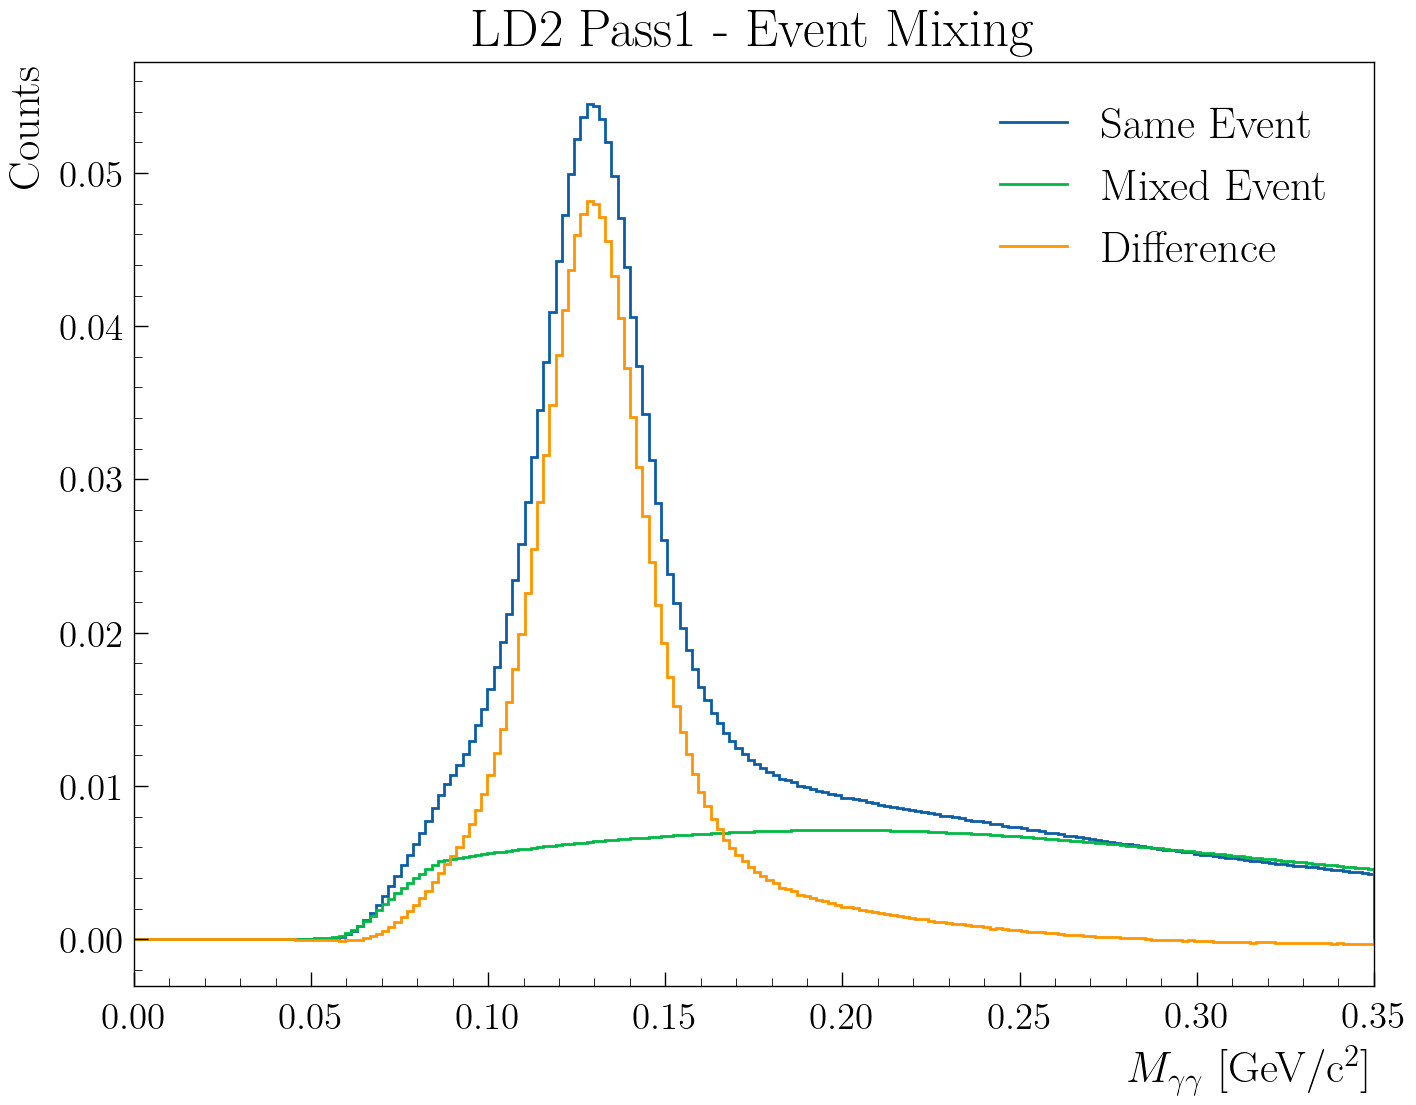 LD2 Pass1 - Event Mixing
Counts
Same Event
Mixed Event
Difference
0.05
0.04
0.03
0.02
0.01
0.00
0.00 0.05 0.10 0.15 0.20 0.25 0.30 0.35
M_{γγ} [GeV/c²]